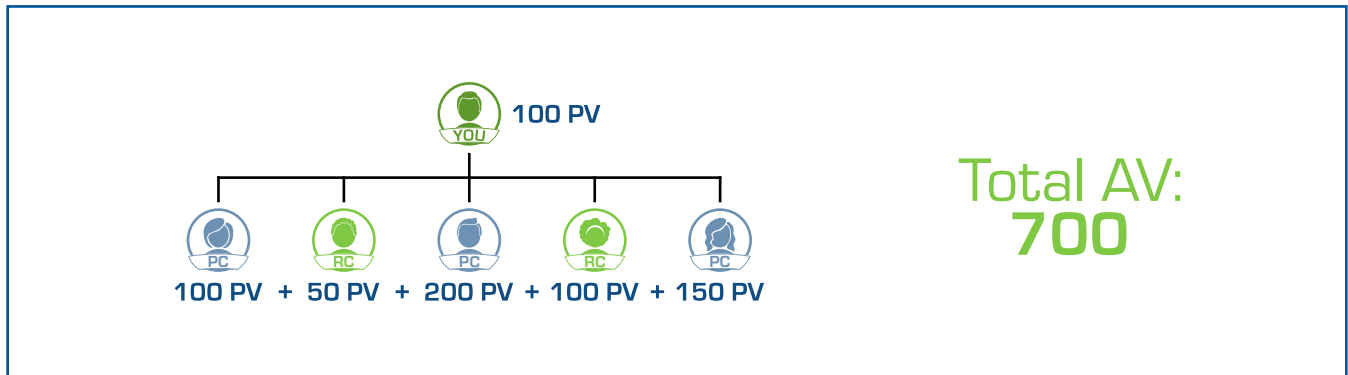 YOU
100 PV
PC
RC
PC
RC
PC
100 PV + 50 PV + 200 PV + 100 PV + 150 PV
Total AV:
700